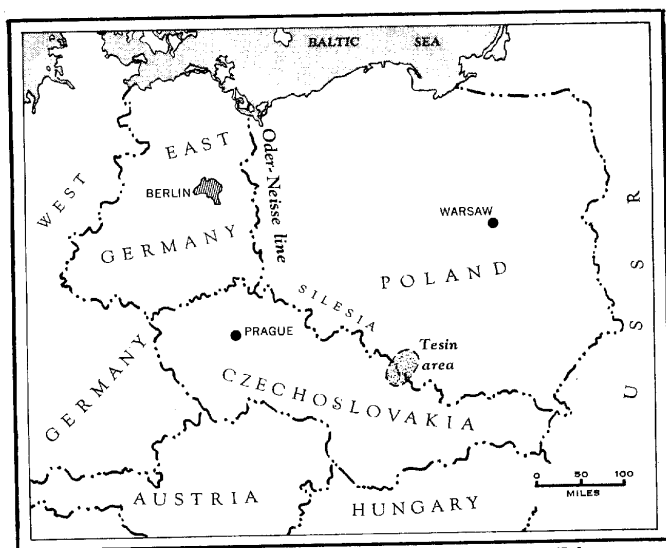 BALTIC SEA
EAST
Oder-Neisse line
BERLIN
WEST
WARSAW
GERMANY
POLAND
U S S R
SILESIA
PRAGUE
Tesin
area
GERMANY
CZECHOSLOVAKIA
0 50 100
MILES
AUSTRIA
HUNGARY